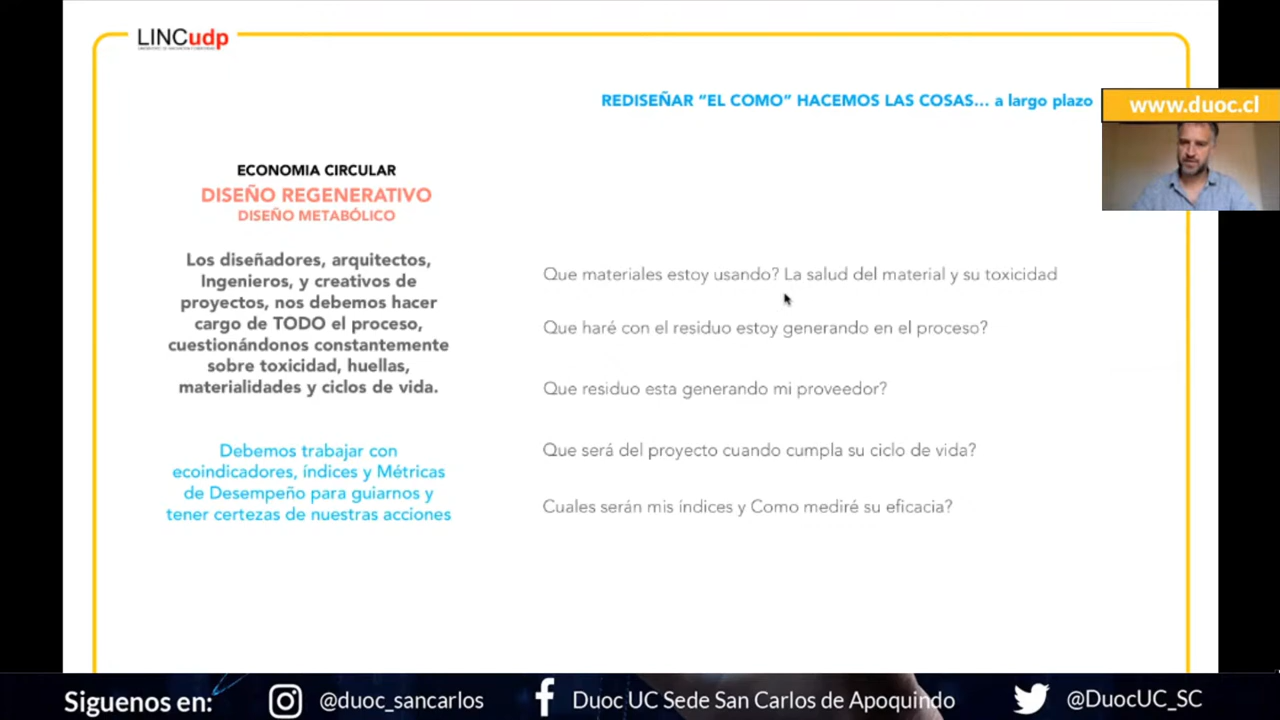 LINCudp
REDISEÑAR “EL COMO” HACEMOS LAS COSAS... a largo plazo
www.duoc.cl
ECONOMIA CIRCULAR
DISEÑO REGENERATIVO
DISEÑO METABÓLICO
Los diseñadores, arquitectos,
Ingenieros, y creativos de
proyectos, nos debemos hacer
cargo de TODO el proceso,
cuestionándonos constantemente
sobre toxicidad, huellas,
materialidades y ciclos de vida.
Debemos trabajar con
ecoindicadores, índices y Métricas
de Desempeño para guiarnos y
tener certezas de nuestras acciones
Que materiales estoy usando? La salud del material y su toxicidad
Que haré con el residuo estoy generando en el proceso?
Que residuo esta generando mi proveedor?
Que será del proyecto cuando cumpla su ciclo de vida?
Cuales serán mis índices y Como mediré su eficacia?
Siguenos en:
@duoc_sancarlos
Duoc UC Sede San Carlos de Apoquindo
@DuocUC_SC